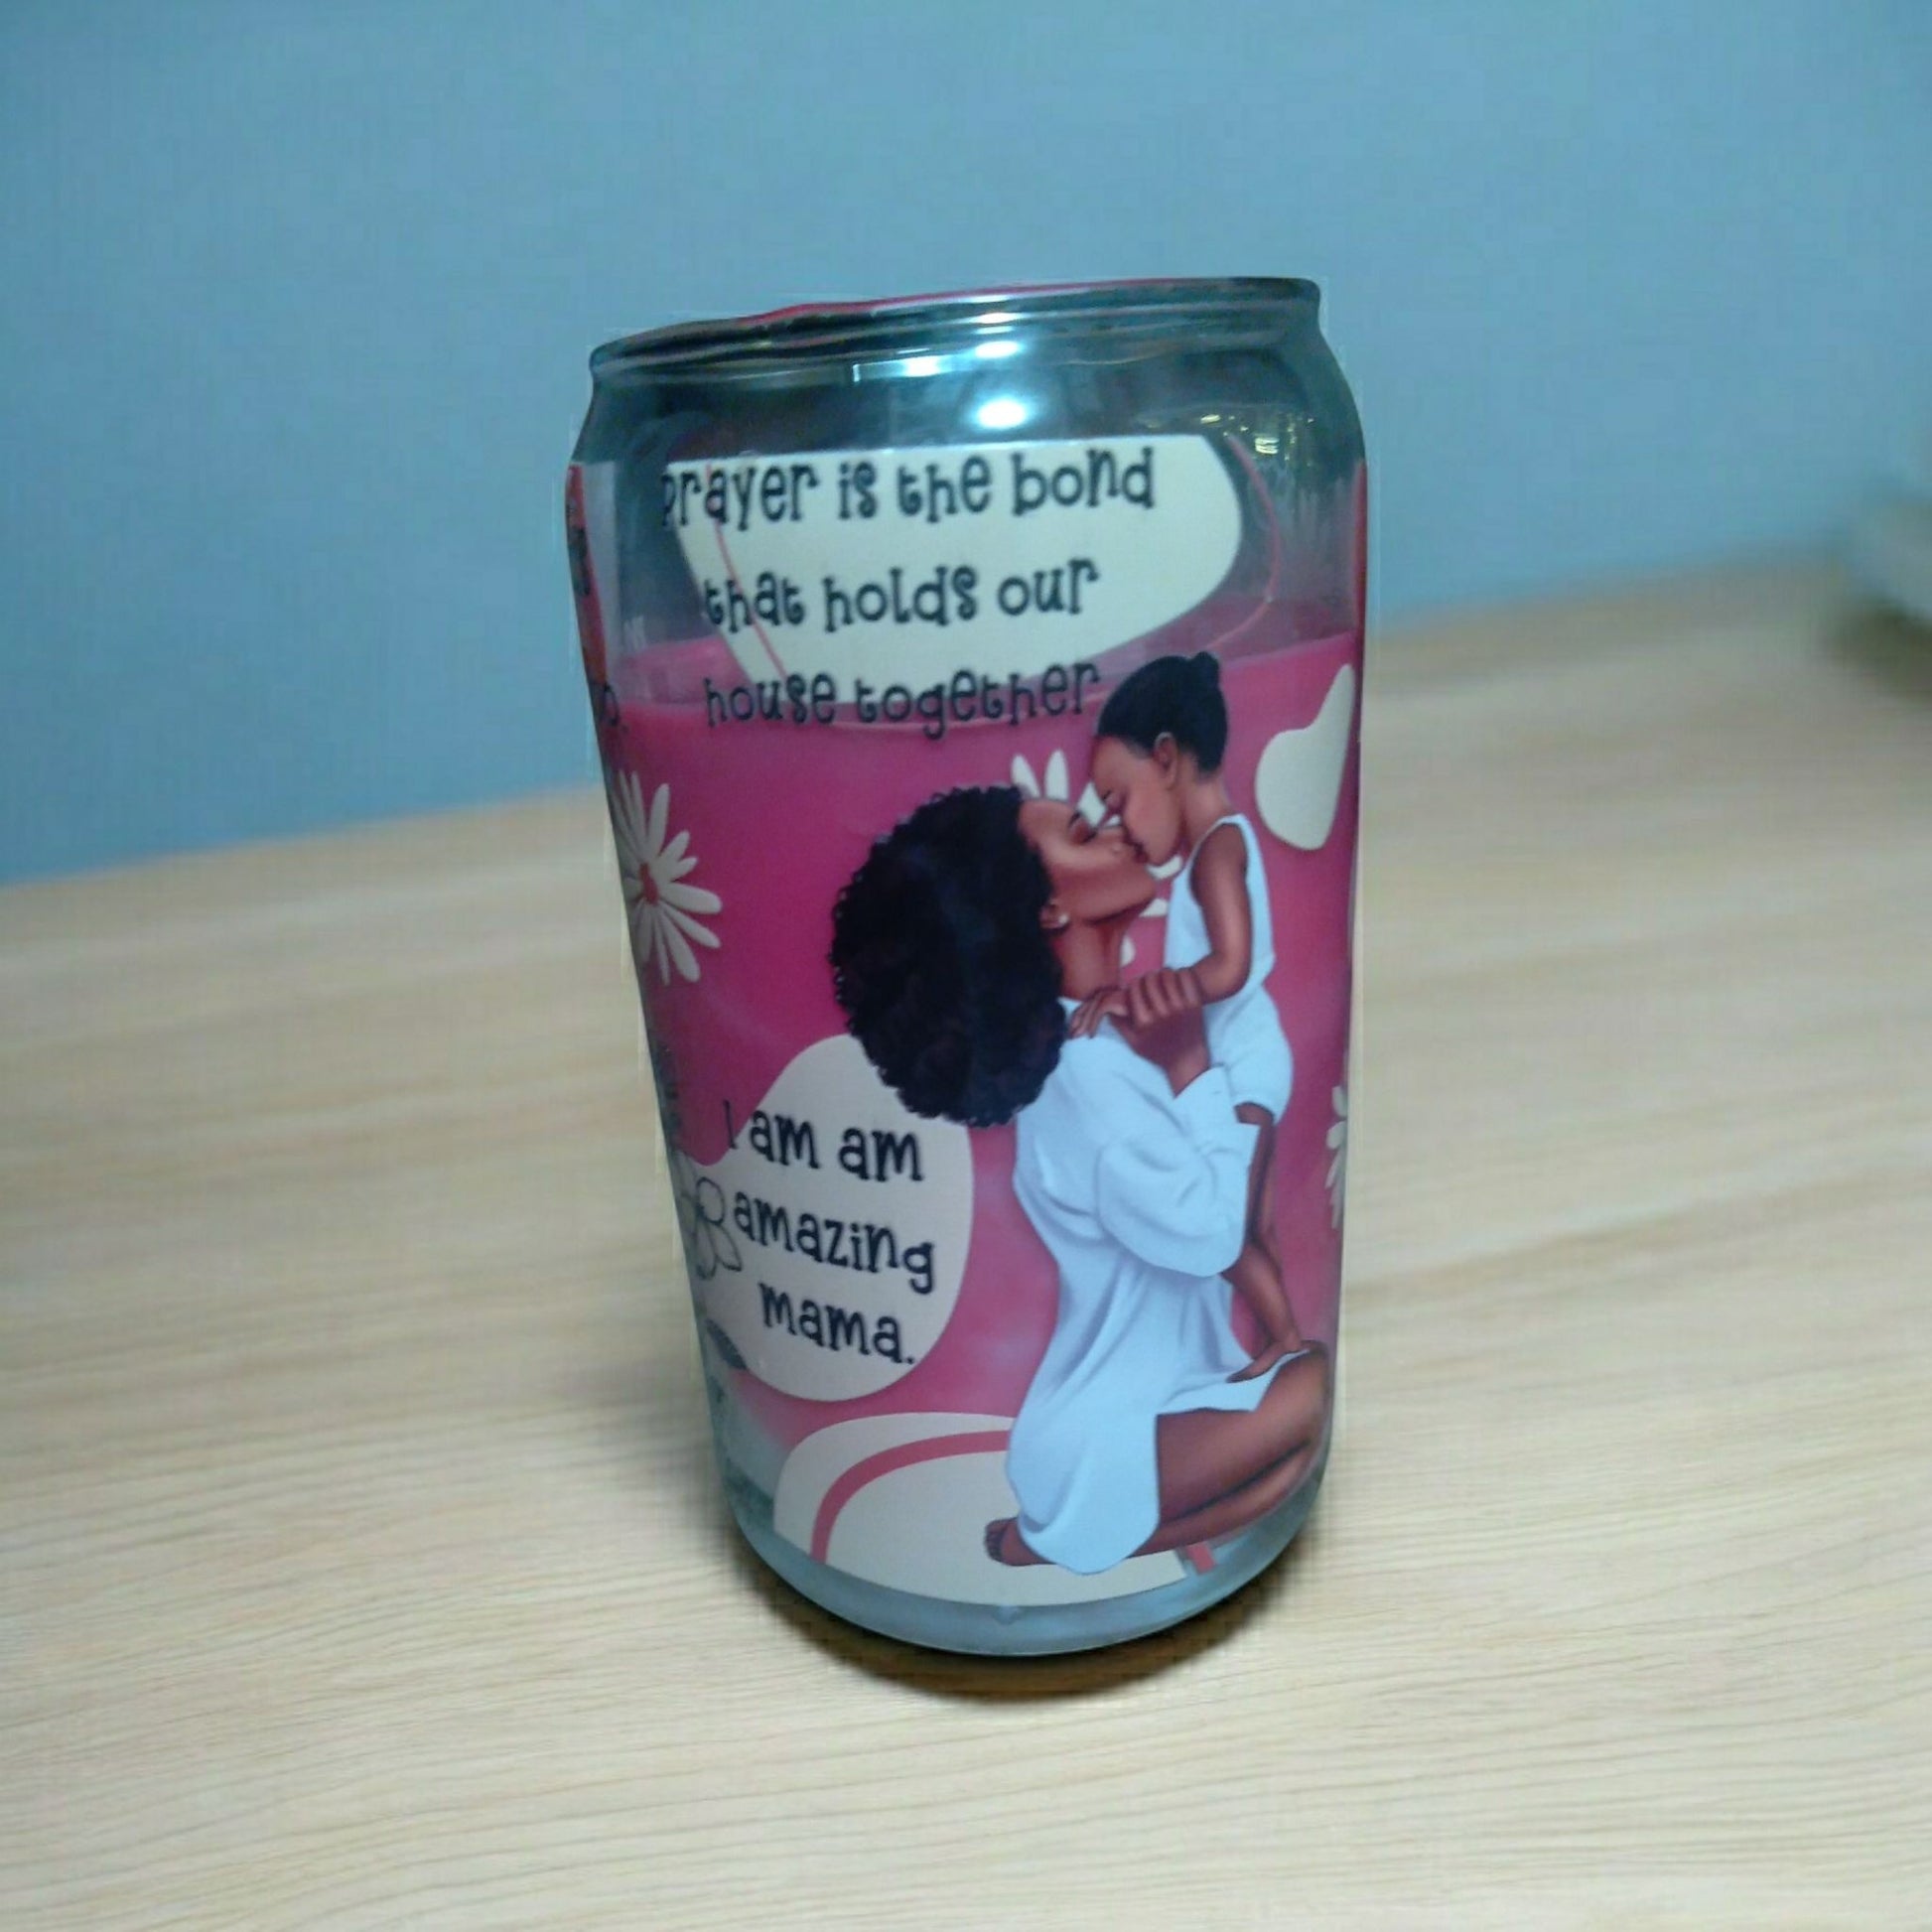 prayer is the bond
that holds our
house together
I am am
amazing
mama.